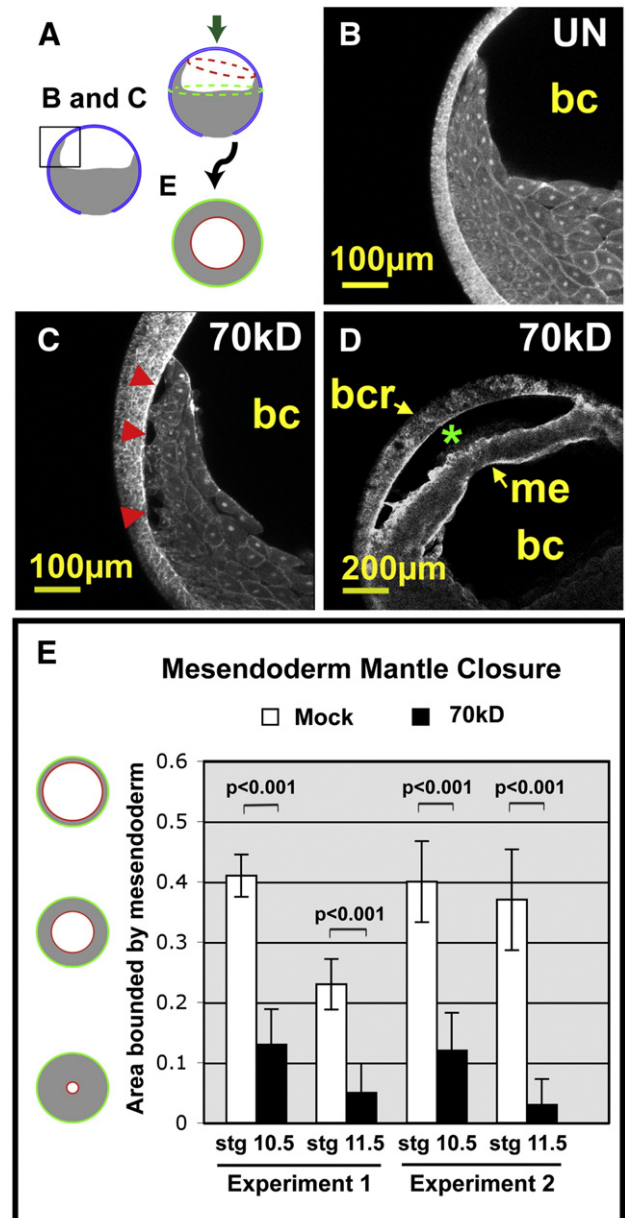 A
B and C
E
B
UN
bc
100μm
C
70kD
bc
100μm
D
70kD
bcr
*
me
bc
200μm
E
Mesendoderm Mantle Closure
Mock
70kD
Area bounded by mesendoderm
0.6
0.5
0.4
0.3
0.2
0.1
0
p<0.001
p<0.001
p<0.001
p<0.001
stg 10.5 stg 11.5 stg 10.5 stg 11.5
Experiment 1 Experiment 2